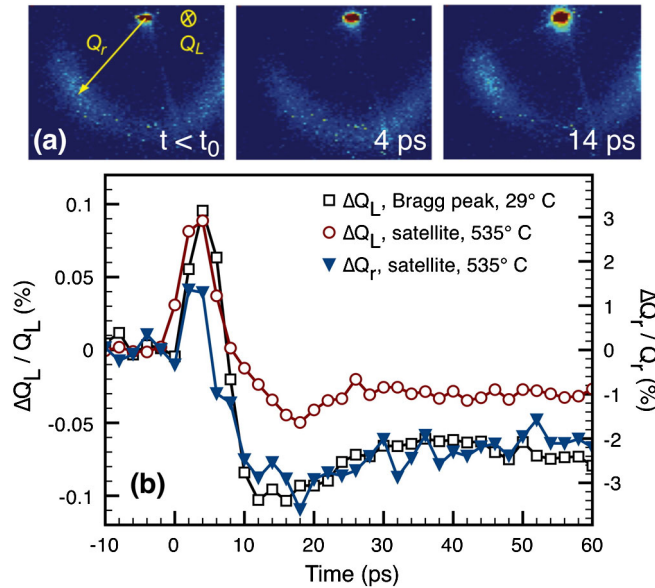 Q_r
⊗
Q_L
(a)
t < t_0
4 ps
14 ps
ΔQ_L, Bragg peak, 29° C
ΔQ_L, satellite, 535° C
ΔQ_r, satellite, 535° C
ΔQ_L / Q_L (%)
0.1
0.05
0
-0.05
-0.1
3
2
1
0
-1
-2
-3
ΔQ_r / Q_r (%)
(b)
-10 0 10 20 30 40 50 60
Time (ps)